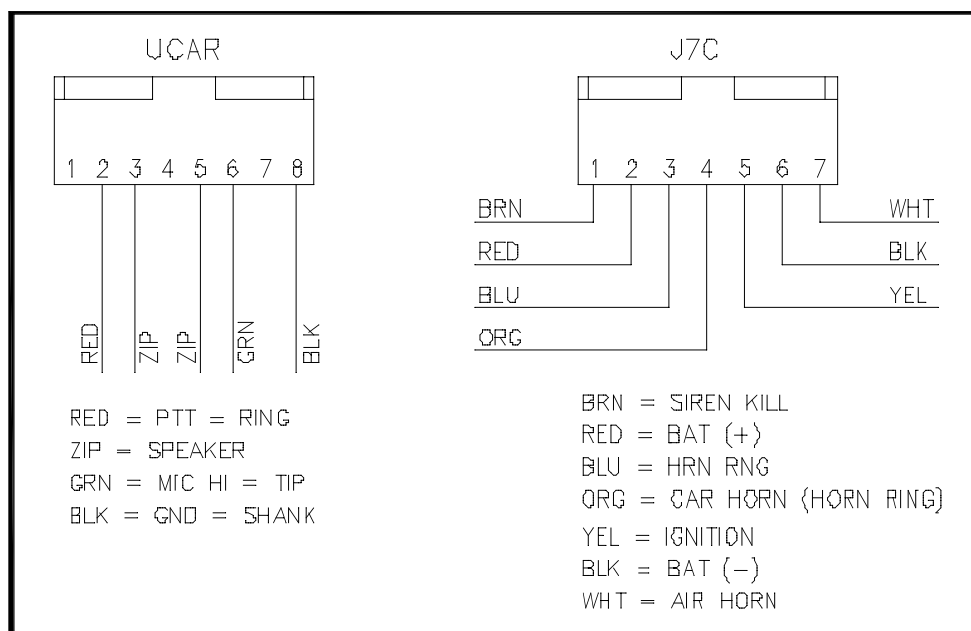 UCAR
1 2 3 4 5 6 7 8
RED
ZIP
ZIP
GRN
BLK
RED = PTT = RING
ZIP = SPEAKER
GRN = MIC HI = TIP
BLK = GND = SHANK
J7C
1 2 3 4 5 6 7
BRN
RED
BLU
ORG
WHT
BLK
YEL
BRN = SIREN KILL
RED = BAT (+)
BLU = HRN RNG
ORG = CAR HORN (HORN RING)
YEL = IGNITION
BLK = BAT (-)
WHT = AIR HORN